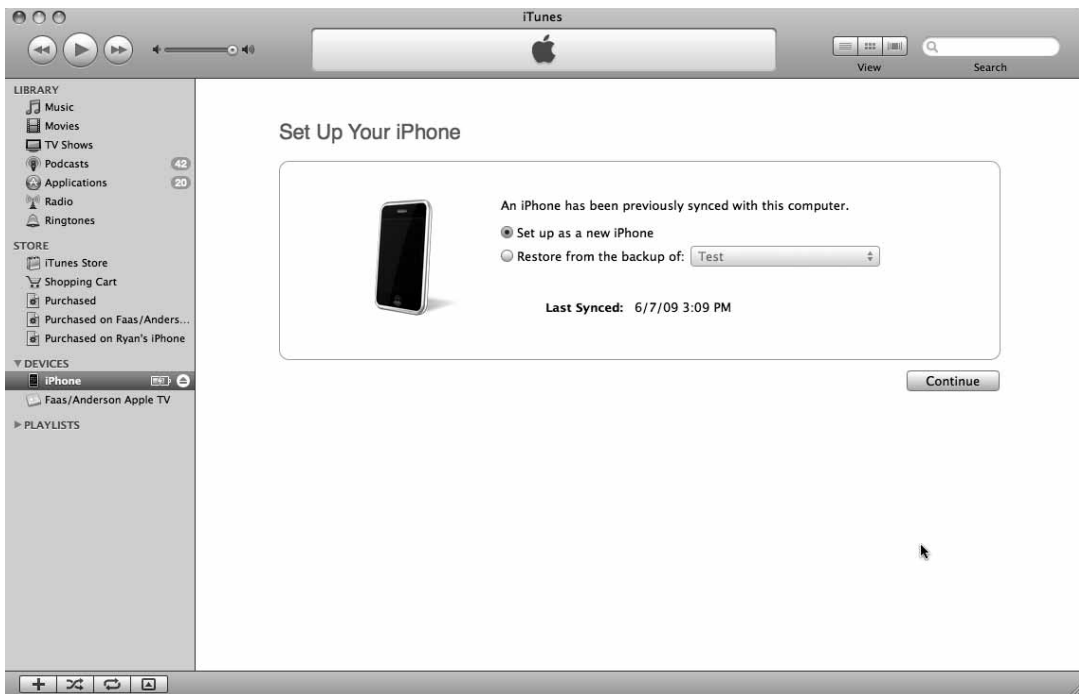 iTunes
View
Search
LIBRARY
Music
Movies
TV Shows
Podcasts 42
Applications 20
Radio
Ringtones
STORE
iTunes Store
Shopping Cart
Purchased
Purchased on Faas/Anders...
Purchased on Ryan's iPhone
DEVICES
iPhone
Faas/Anderson Apple TV
PLAYLISTS
Set Up Your iPhone
An iPhone has been previously synced with this computer.
Set up as a new iPhone
Restore from the backup of: Test
Last Synced: 6/7/09 3:09 PM
Continue